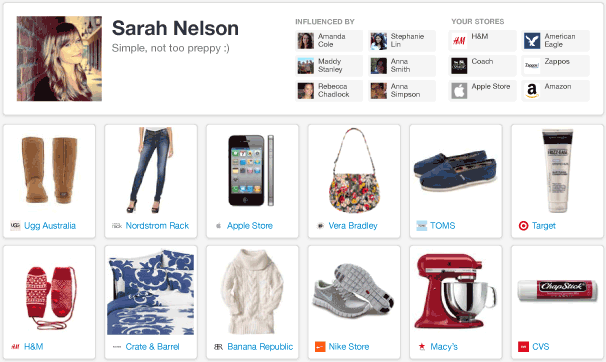 Sarah Nelson
Simple, not too preppy :)
INFLUENCED BY
Amanda Cole
Stephanie Lin
Maddy Stanley
Anna Smith
Rebecca Chadlock
Anna Simpson
YOUR STORES
H&M
American Eagle
Coach
Zappos
Apple Store
Amazon
Ugg Australia
Nordstrom Rack
Apple Store
Vera Bradley
TOMS
Target
H&M
Crate & Barrel
Banana Republic
Nike Store
ChapStick
Macy's
CVS